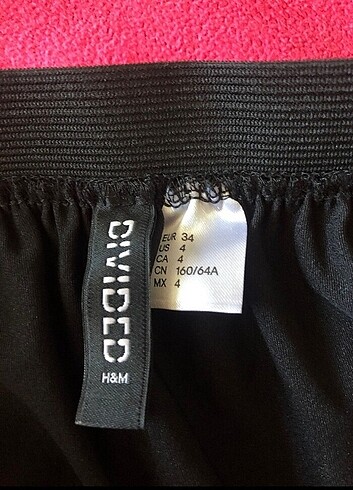 DIVIDED
H&M
EUR 34
US 4
CA 4
CN 160/64A
MX 4